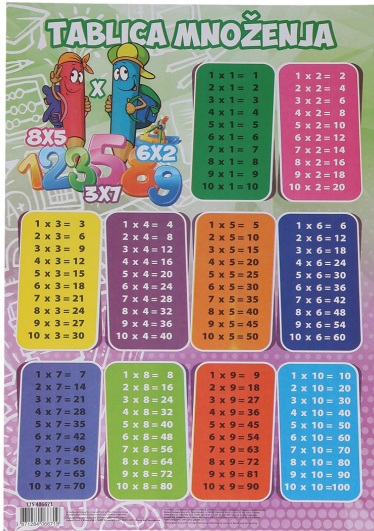 TABLICA MNOŽENJA
x
8X5
6X2
3X7
1 2 3 5 8 9
1 x 1 = 1
2 x 1 = 2
3 x 1 = 3
4 x 1 = 4
5 x 1 = 5
6 x 1 = 6
7 x 1 = 7
8 x 1 = 8
9 x 1 = 9
10 x 1 = 10
1 x 2 = 2
2 x 2 = 4
3 x 2 = 6
4 x 2 = 8
5 x 2 = 10
6 x 2 = 12
7 x 2 = 14
8 x 2 = 16
9 x 2 = 18
10 x 2 = 20
1 x 3 = 3
2 x 3 = 6
3 x 3 = 9
4 x 3 = 12
5 x 3 = 15
6 x 3 = 18
7 x 3 = 21
8 x 3 = 24
9 x 3 = 27
10 x 3 = 30
1 x 4 = 4
2 x 4 = 8
3 x 4 = 12
4 x 4 = 16
5 x 4 = 20
6 x 4 = 24
7 x 4 = 28
8 x 4 = 32
9 x 4 = 36
10 x 4 = 40
1 x 5 = 5
2 x 5 = 10
3 x 5 = 15
4 x 5 = 20
5 x 5 = 25
6 x 5 = 30
7 x 5 = 35
8 x 5 = 40
9 x 5 = 45
10 x 5 = 50
1 x 6 = 6
2 x 6 = 12
3 x 6 = 18
4 x 6 = 24
5 x 6 = 30
6 x 6 = 36
7 x 6 = 42
8 x 6 = 48
9 x 6 = 54
10 x 6 = 60
1 x 7 = 7
2 x 7 = 14
3 x 7 = 21
4 x 7 = 28
5 x 7 = 35
6 x 7 = 42
7 x 7 = 49
8 x 7 = 56
9 x 7 = 63
10 x 7 = 70
1 x 8 = 8
2 x 8 = 16
3 x 8 = 24
4 x 8 = 32
5 x 8 = 40
6 x 8 = 48
7 x 8 = 56
8 x 8 = 64
9 x 8 = 72
10 x 8 = 80
1 x 9 = 9
2 x 9 = 18
3 x 9 = 27
4 x 9 = 36
5 x 9 = 45
6 x 9 = 54
7 x 9 = 63
8 x 9 = 72
9 x 9 = 81
10 x 9 = 90
1 x 10 = 10
2 x 10 = 20
3 x 10 = 30
4 x 10 = 40
5 x 10 = 50
6 x 10 = 60
7 x 10 = 70
8 x 10 = 80
9 x 10 = 90
10 x 10 =100